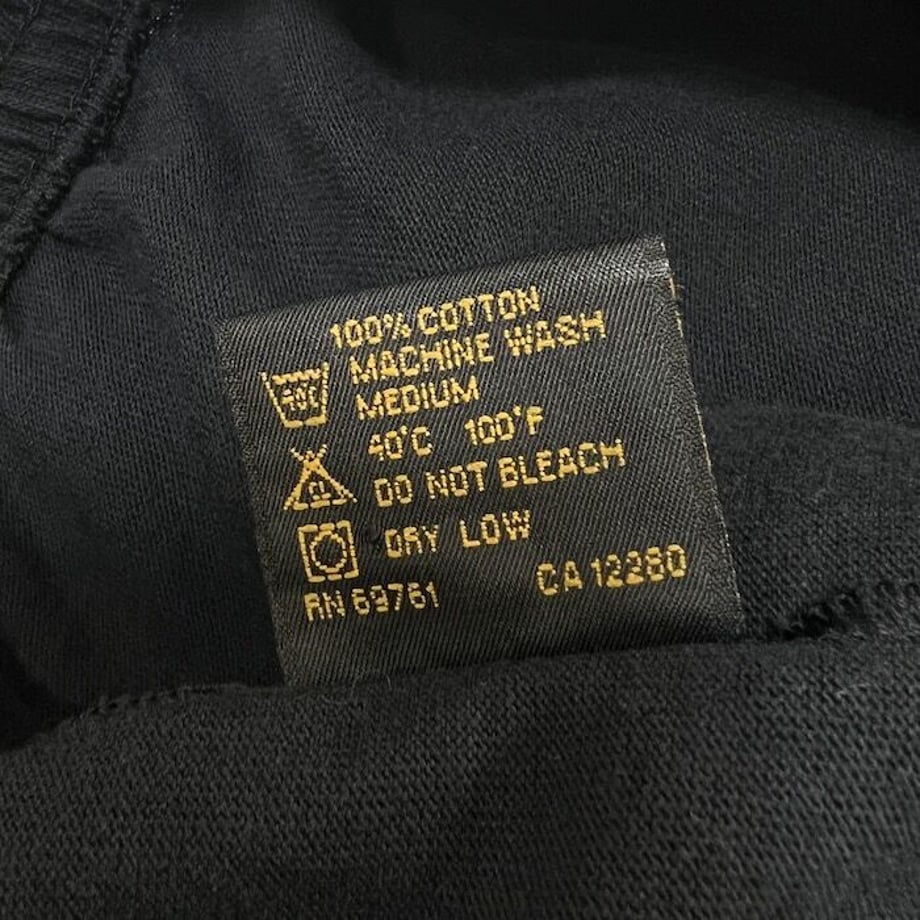 100% COTTON
MACHINE WASH
MEDIUM
40°C 100°F
DO NOT BLEACH
DRY LOW
RN 69761 CA 12280